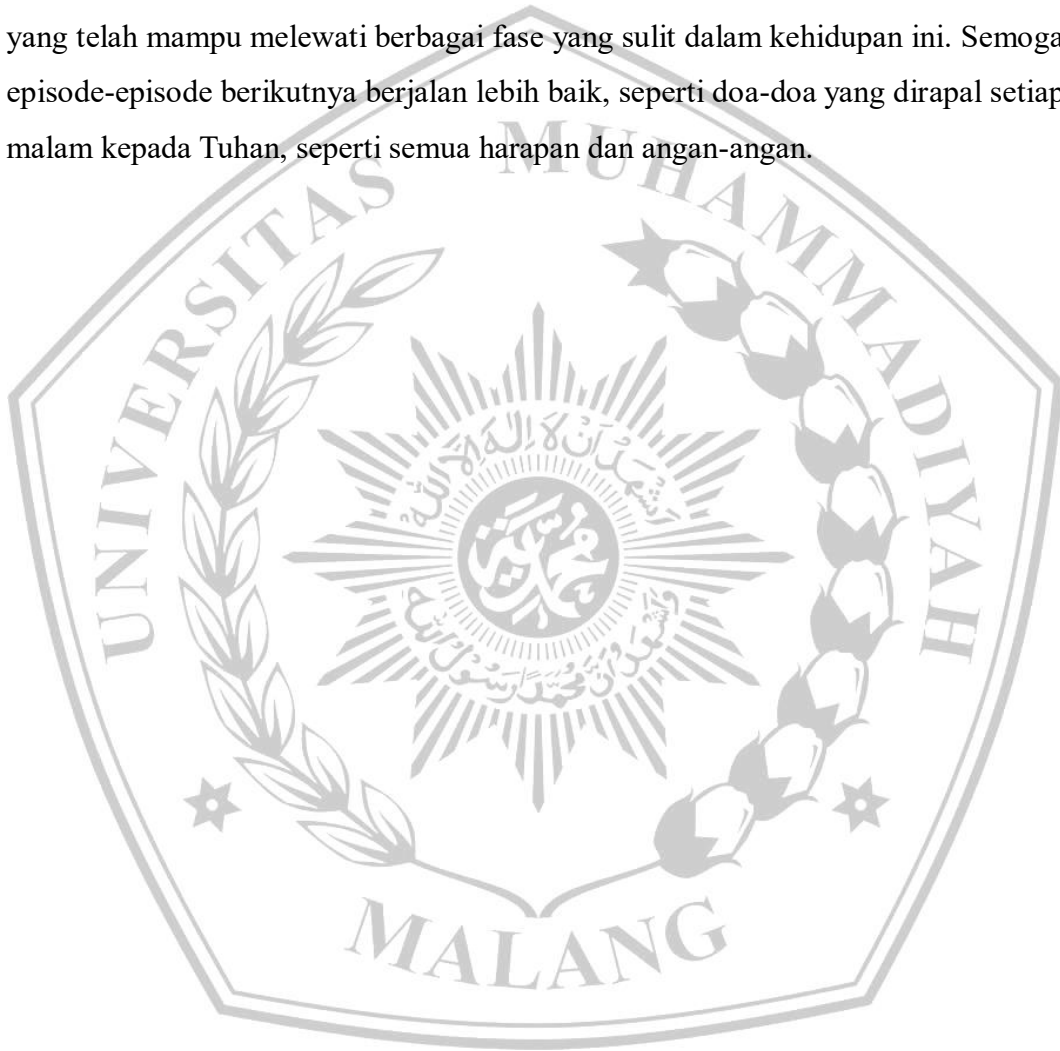 yang telah mampu melewati berbagai fase yang sulit dalam kehidupan ini. Semoga
episode-episode berikutnya berjalan lebih baik, seperti doa-doa yang dirapal setiap
malam kepada Tuhan, seperti semua harapan dan angan-angan.
UNIVERSITAS MUHAMMADIYAH
MALANG